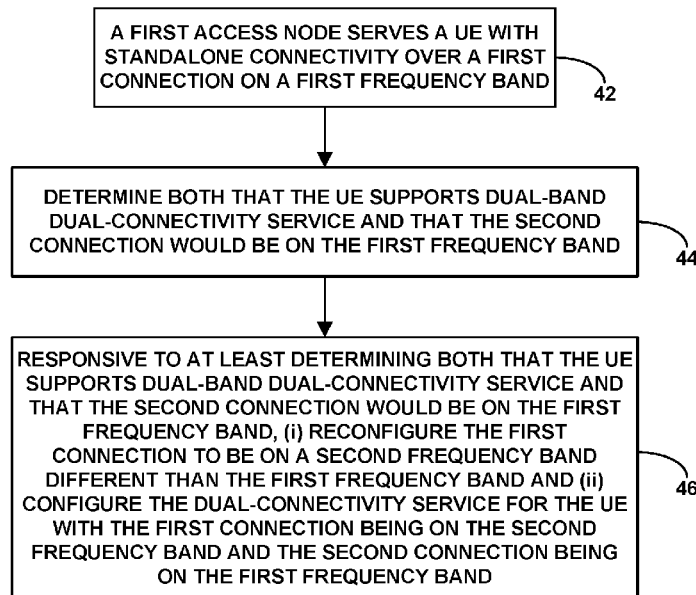 A FIRST ACCESS NODE SERVES A UE WITH
STANDALONE CONNECTIVITY OVER A FIRST
CONNECTION ON A FIRST FREQUENCY BAND
42
DETERMINE BOTH THAT THE UE SUPPORTS DUAL-BAND
DUAL-CONNECTIVITY SERVICE AND THAT THE SECOND
CONNECTION WOULD BE ON THE FIRST FREQUENCY BAND
44
RESPONSIVE TO AT LEAST DETERMINING BOTH THAT THE UE
SUPPORTS DUAL-BAND DUAL-CONNECTIVITY SERVICE AND
THAT THE SECOND CONNECTION WOULD BE ON THE FIRST
FREQUENCY BAND, (i) RECONFIGURE THE FIRST
CONNECTION TO BE ON A SECOND FREQUENCY BAND
DIFFERENT THAN THE FIRST FREQUENCY BAND AND (ii)
CONFIGURE THE DUAL-CONNECTIVITY SERVICE FOR THE UE
WITH THE FIRST CONNECTION BEING ON THE SECOND
FREQUENCY BAND AND THE SECOND CONNECTION BEING
ON THE FIRST FREQUENCY BAND
46